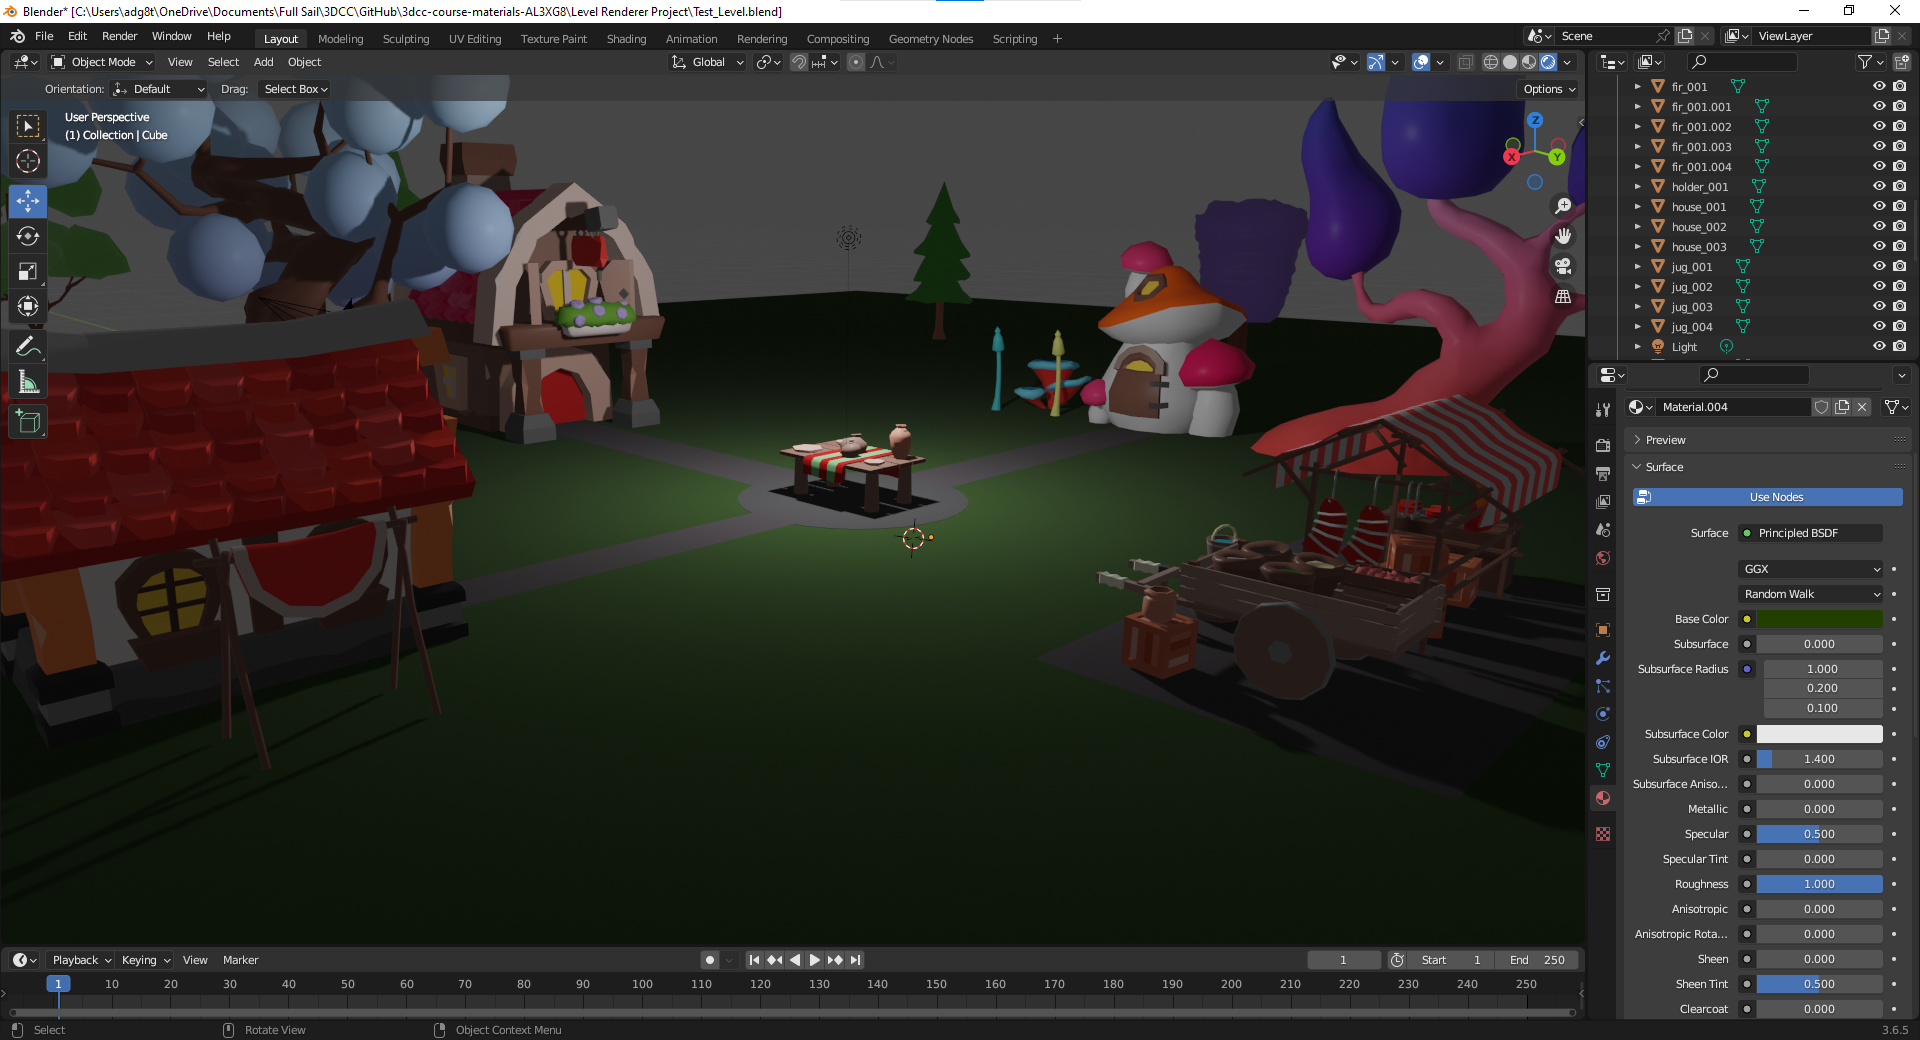 Blender* [C:\Users\adg8t\OneDrive\Documents\Full Sail\3DCC\GitHub\3dcc-course-materials-AL3XG8\Level Renderer Project\Test_Level.blend]
File Edit Render Window Help Layout Modeling Sculpting UV Editing Texture Paint Shading Animation Rendering Compositing Geometry Nodes Scripting + Scene ViewLayer
Object Mode View Select Add Object Global
Orientation: Default Drag: Select Box Options
User Perspective
(1) Collection | Cube
Z
X
Y
fir_001
fir_001.001
fir_001.002
fir_001.003
fir_001.004
holder_001
house_001
house_002
house_003
jug_001
jug_002
jug_003
jug_004
Light
Material.004
Preview
Surface
Use Nodes
Surface Principled BSDF
GGX
Random Walk
Base Color
Subsurface 0.000
Subsurface Radius 1.000
0.200
0.100
Subsurface Color
Subsurface IOR 1.400
Subsurface Aniso... 0.000
Metallic 0.000
Specular 0.500
Specular Tint 0.000
Roughness 1.000
Anisotropic 0.000
Anisotropic Rota... 0.000
Sheen 0.000
Sheen Tint 0.500
Clearcoat 0.000
Playback Keying View Marker 1 Start 1 End 250
1 10 20 30 40 50 60 70 80 90 100 110 120 130 140 150 160 170 180 190 200 210 220 230 240 250
Select Rotate View Object Context Menu 3.6.5